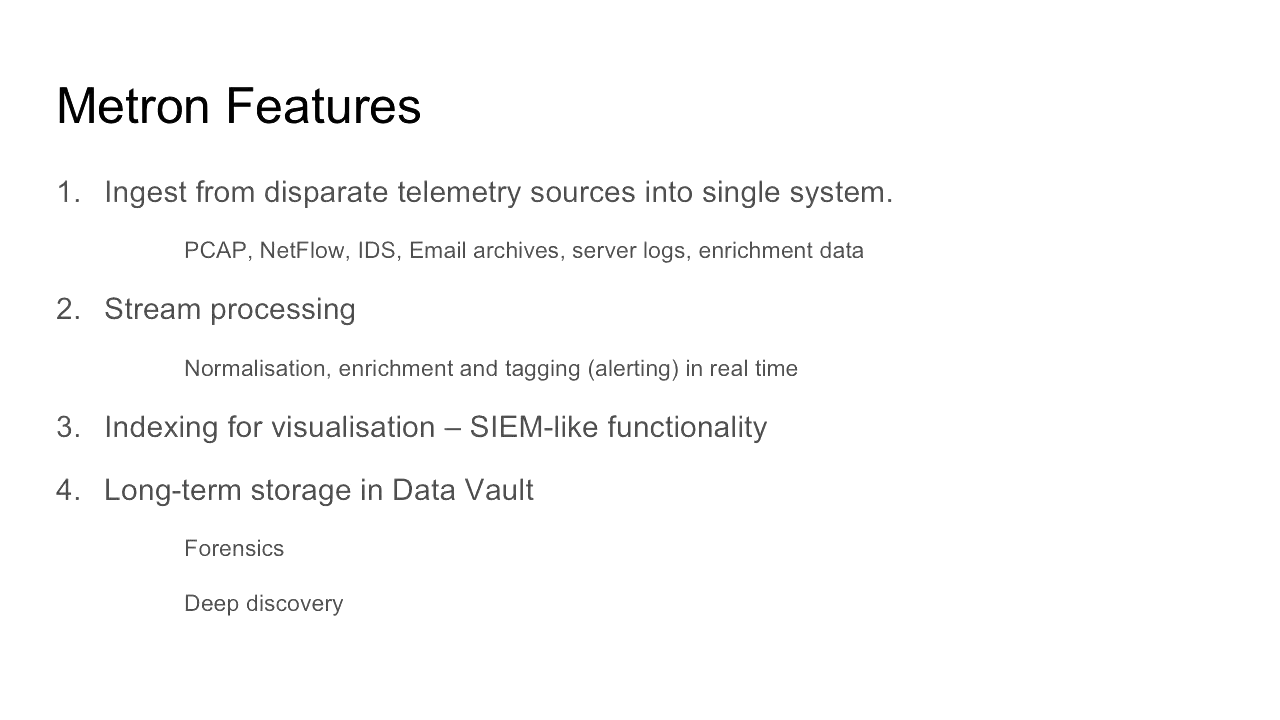 Metron Features
1. Ingest from disparate telemetry sources into single system.
PCAP, NetFlow, IDS, Email archives, server logs, enrichment data
2. Stream processing
Normalisation, enrichment and tagging (alerting) in real time
3. Indexing for visualisation – SIEM-like functionality
4. Long-term storage in Data Vault
Forensics
Deep discovery